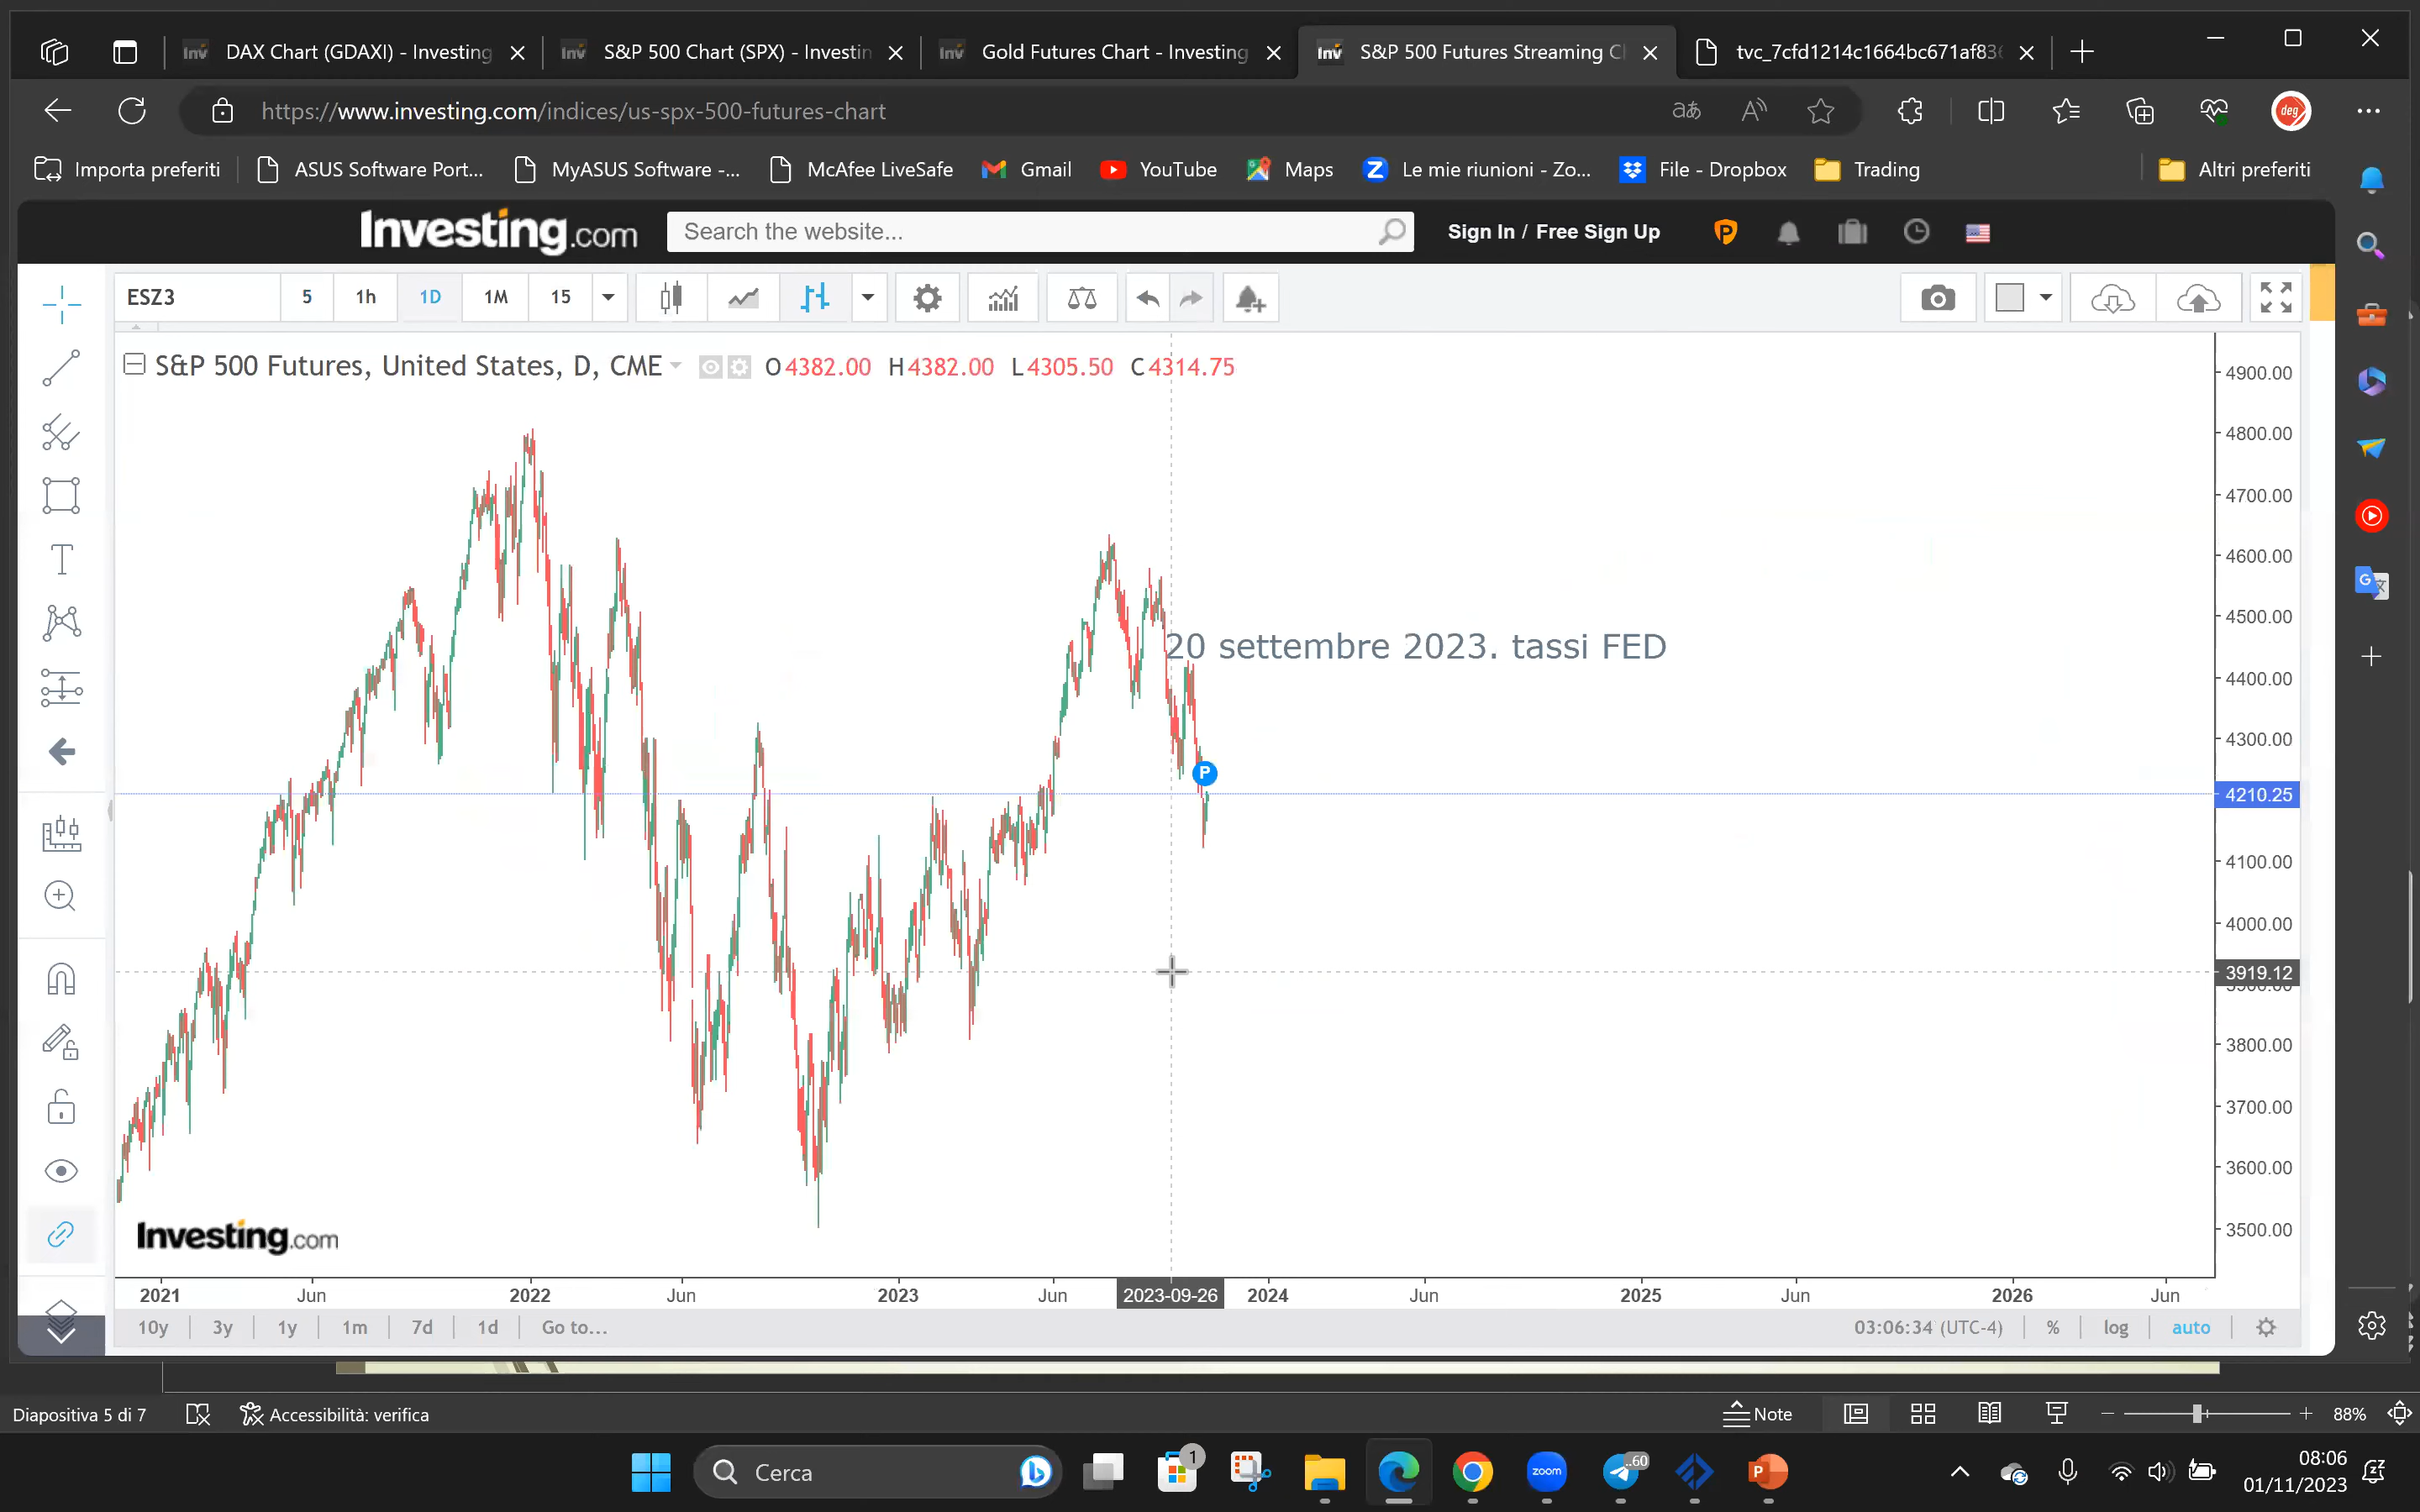 DAX Chart (GDAXI) - Investing
S&P 500 Chart (SPX) - Investin
Gold Futures Chart - Investing
S&P 500 Futures Streaming C
tvc_7cfd1214c1664bc671af836
https://www.investing.com/indices/us-spx-500-futures-chart
deg
Importa preferiti
ASUS Software Port...
MyASUS Software -...
McAfee LiveSafe
Gmail
YouTube
Maps
Le mie riunioni - Zo...
File - Dropbox
Trading
Altri preferiti
Investing.com
Search the website...
Sign In / Free Sign Up
ESZ3 5 1h 1D 1M 15
S&P 500 Futures, United States, D, CME O4382.00 H4382.00 L4305.50 C4314.75
4900.00
4800.00
4700.00
4600.00
4500.00
20 settembre 2023. tassi FED
4400.00
4300.00
P
4210.25
4100.00
4000.00
3919.12
3900.00
3800.00
3700.00
3600.00
3500.00
Investing.com
2021 Jun 2022 Jun 2023 Jun 2023-09-26 2024 Jun 2025 Jun 2026 Jun
10y 3y 1y 1m 7d 1d Go to...
03:06:34 (UTC-4) % log auto
Diapositiva 5 di 7
Accessibilità: verifica
Note
88%
Cerca
1
zoom
..60
08:06
01/11/2023